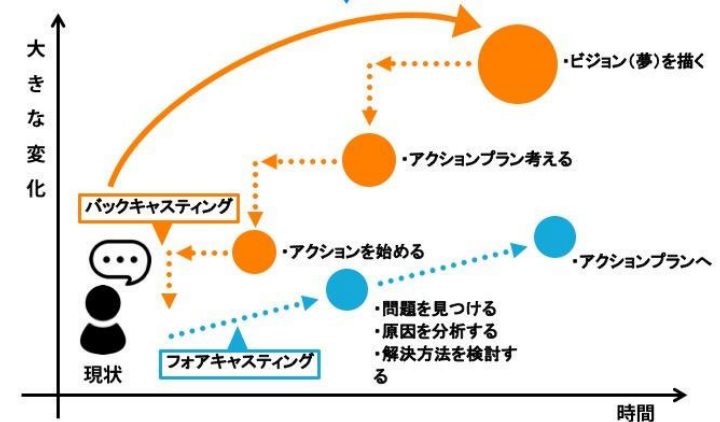 大きな変化
・ビジョン(夢)を描く
・アクションプラン考える
バックキャスティング
・アクションを始める
・アクションプランへ
・問題を見つける
・原因を分析する
・解決方法を検討す
る
フォアキャスティング
現状
時間